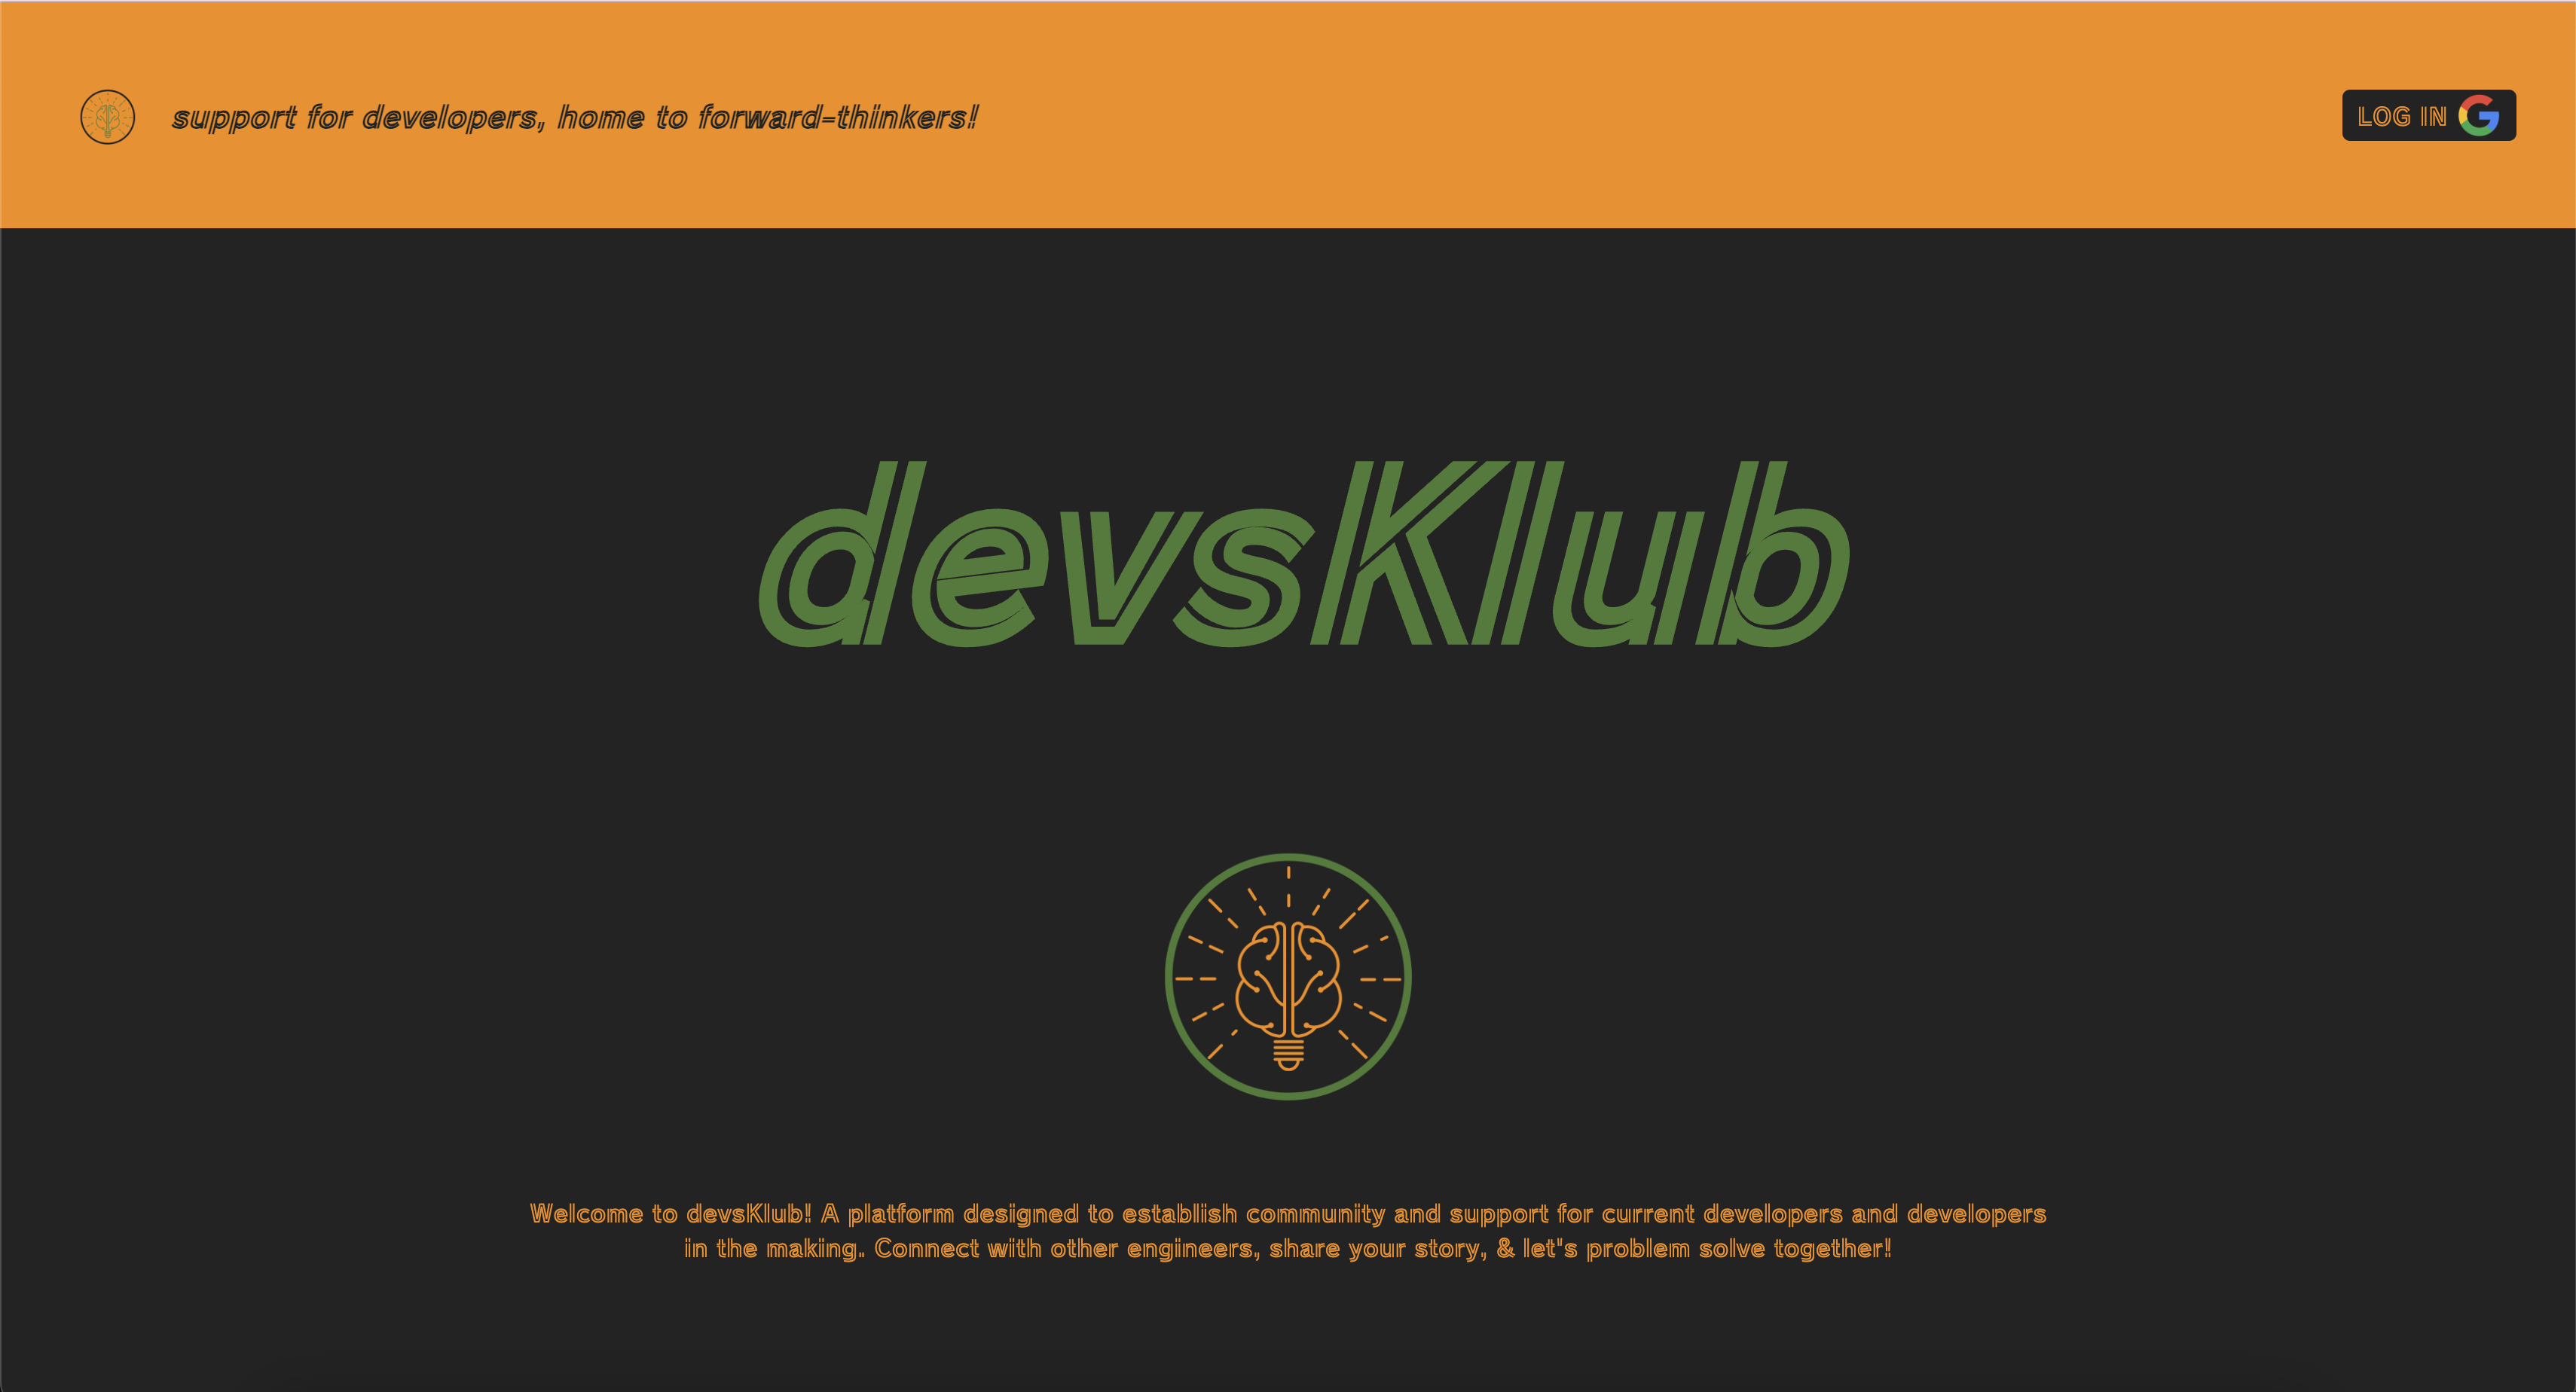 support for developers, home to forward-thinkers!
LOG IN
devsKlub
Welcome to devsKlub! A platform designed to establish community and support for current developers and developers
in the making. Connect with other engineers, share your story, & let's problem solve together!